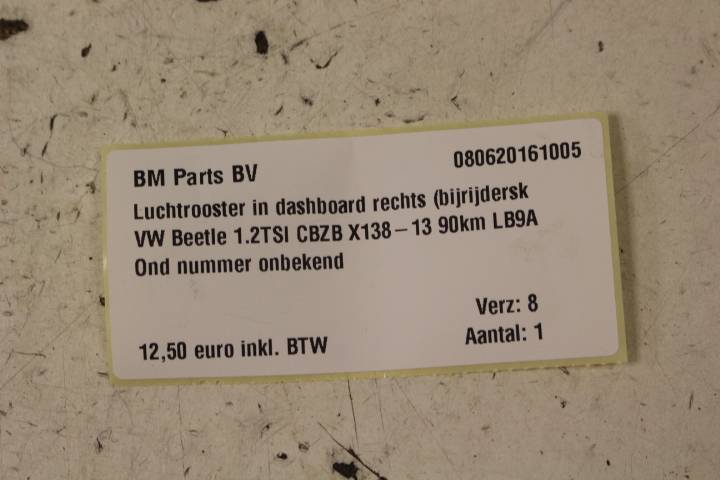 BM Parts BV 080620161005
Luchtrooster in dashboard rechts (bijrijdersk
VW Beetle 1.2TSI CBZB X138-13 90km LB9A
Ond nummer onbekend
Verz: 8
12,50 euro inkl. BTW Aantal: 1